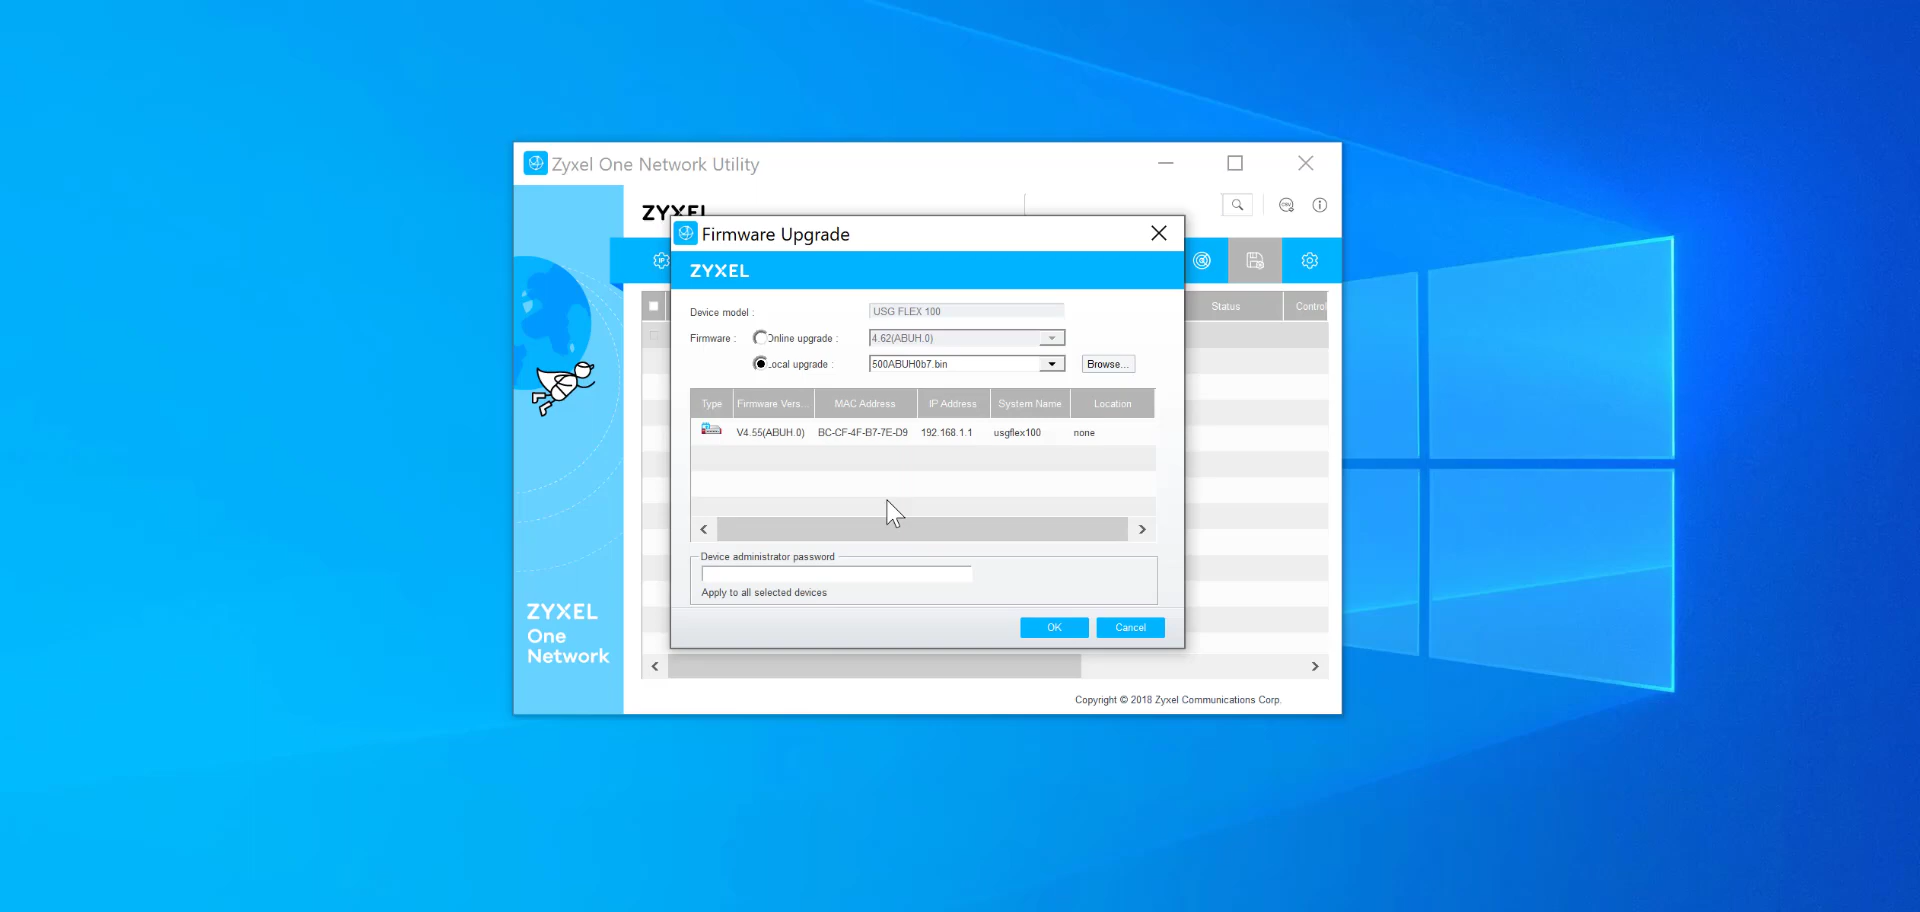 Zyxel One Network Utility
ZYXEL
Firmware Upgrade
ZYXEL
Device model : USG FLEX 100
Firmware : Online upgrade : 4.62(ABUH.0)
Local upgrade : 500ABUH0b7.bin Browse...
Status Control
Type Firmware Vers... MAC Address IP Address System Name Location
V4.55(ABUH.0) BC-CF-4F-B7-7E-D9 192.168.1.1 usgflex100 none
Device administrator password
Apply to all selected devices
OK Cancel
ZYXEL
One
Network
Copyright © 2018 Zyxel Communications Corp.